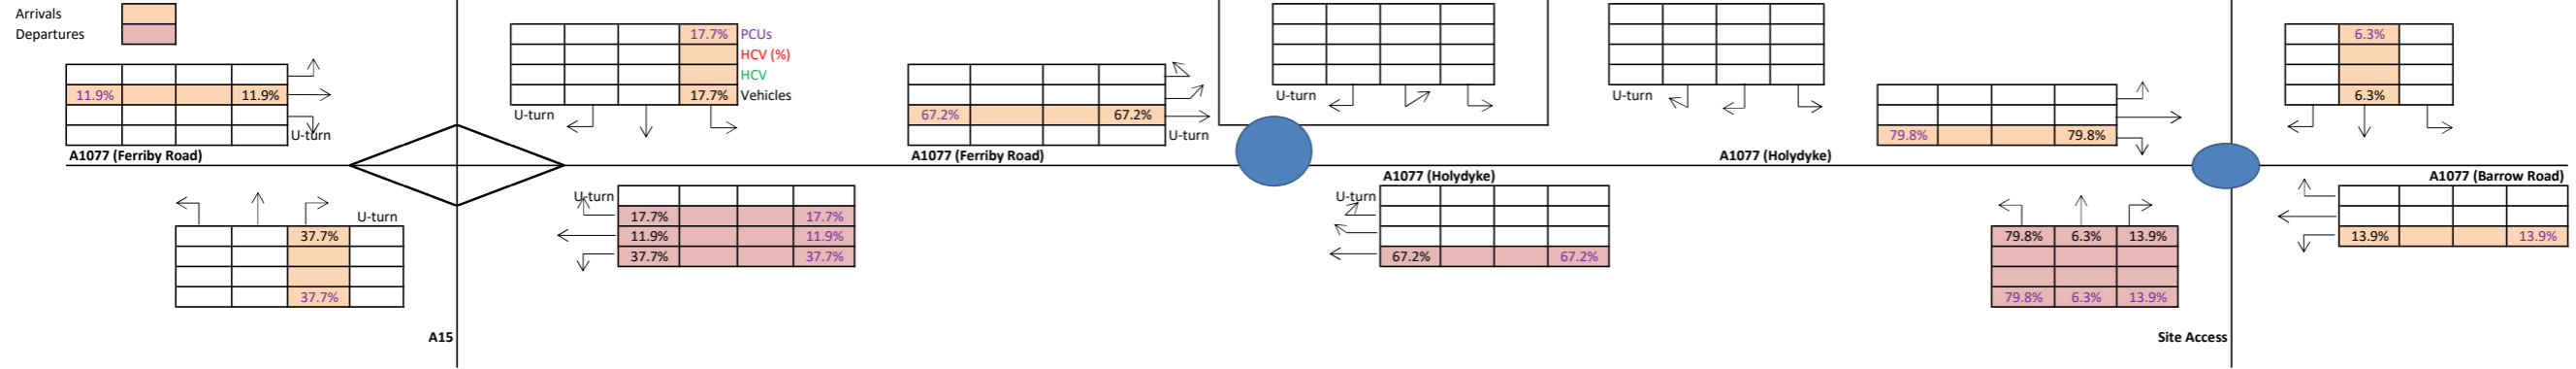 Arrivals
Departures
17.7% PCUs
HCV (%)
HCV
17.7% Vehicles
U-turn
11.9% 11.9%
U-turn
A1077 (Ferriby Road)
67.2% 67.2%
U-turn
A1077 (Ferriby Road)
U-turn
U-turn
79.8% 79.8%
A1077 (Holydyke)
6.3%
6.3%
U-turn
37.7%
37.7%
A15
U-turn
17.7% 17.7%
11.9% 11.9%
37.7% 37.7%
A1077 (Holydyke)
U-turn
67.2% 67.2%
79.8% 6.3% 13.9%
79.8% 6.3% 13.9%
Site Access
A1077 (Barrow Road)
13.9% 13.9%